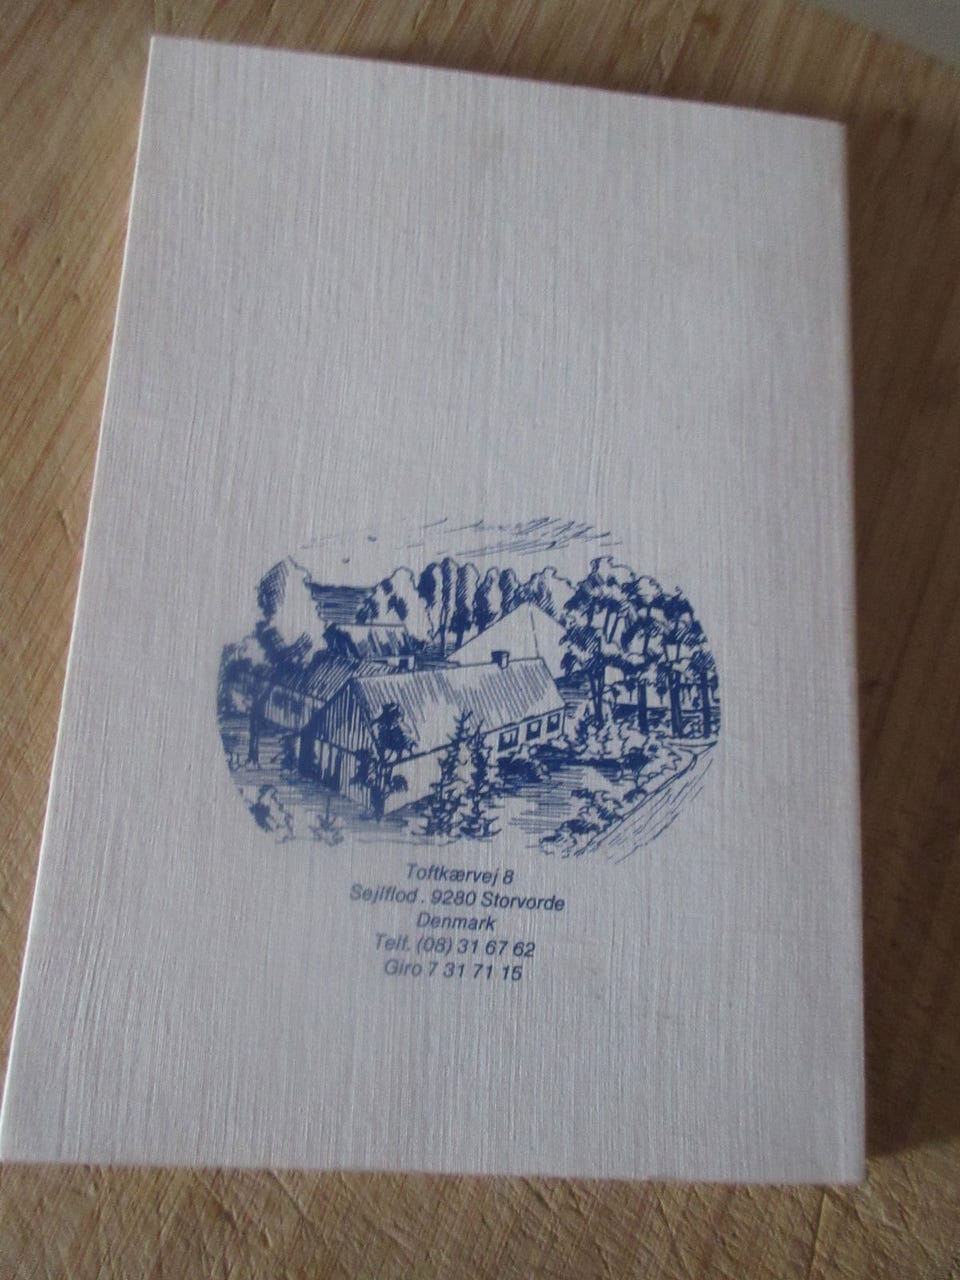 Toftkærvej 8
Sejlflod . 9280 Storvorde
Denmark
Telf. (08) 31 67 62
Giro 7 31 71 15